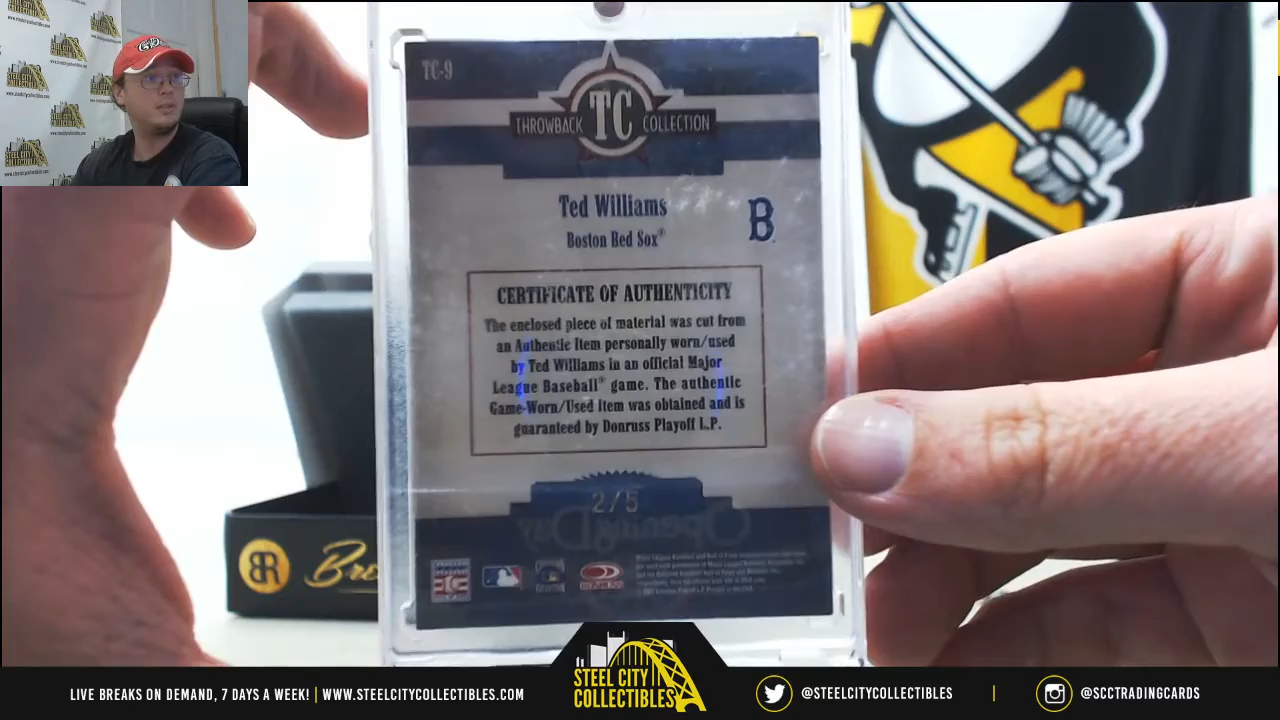 TC-9
THROWBACK TC COLLECTION
Ted Williams
Boston Red Sox®
B
CERTIFICATE OF AUTHENTICITY
The enclosed piece of material was cut from
an Authentic Item personally worn/used
by Ted Williams in an official Major
League Baseball® game. The authentic
Game-Worn/Used Item was obtained and is
guaranteed by Donruss Playoff L.P.
2/5
BR
STEEL CITY
COLLECTIBLES
LIVE BREAKS ON DEMAND, 7 DAYS A WEEK! | WWW.STEELCITYCOLLECTIBLES.COM
@STEELCITYCOLLECTIBLES | @SCCTRADINGCARDS